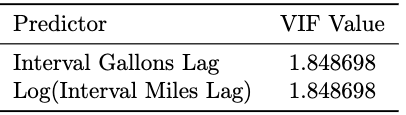 Predictor VIF Value
Interval Gallons Lag 1.848698
Log(Interval Miles Lag) 1.848698